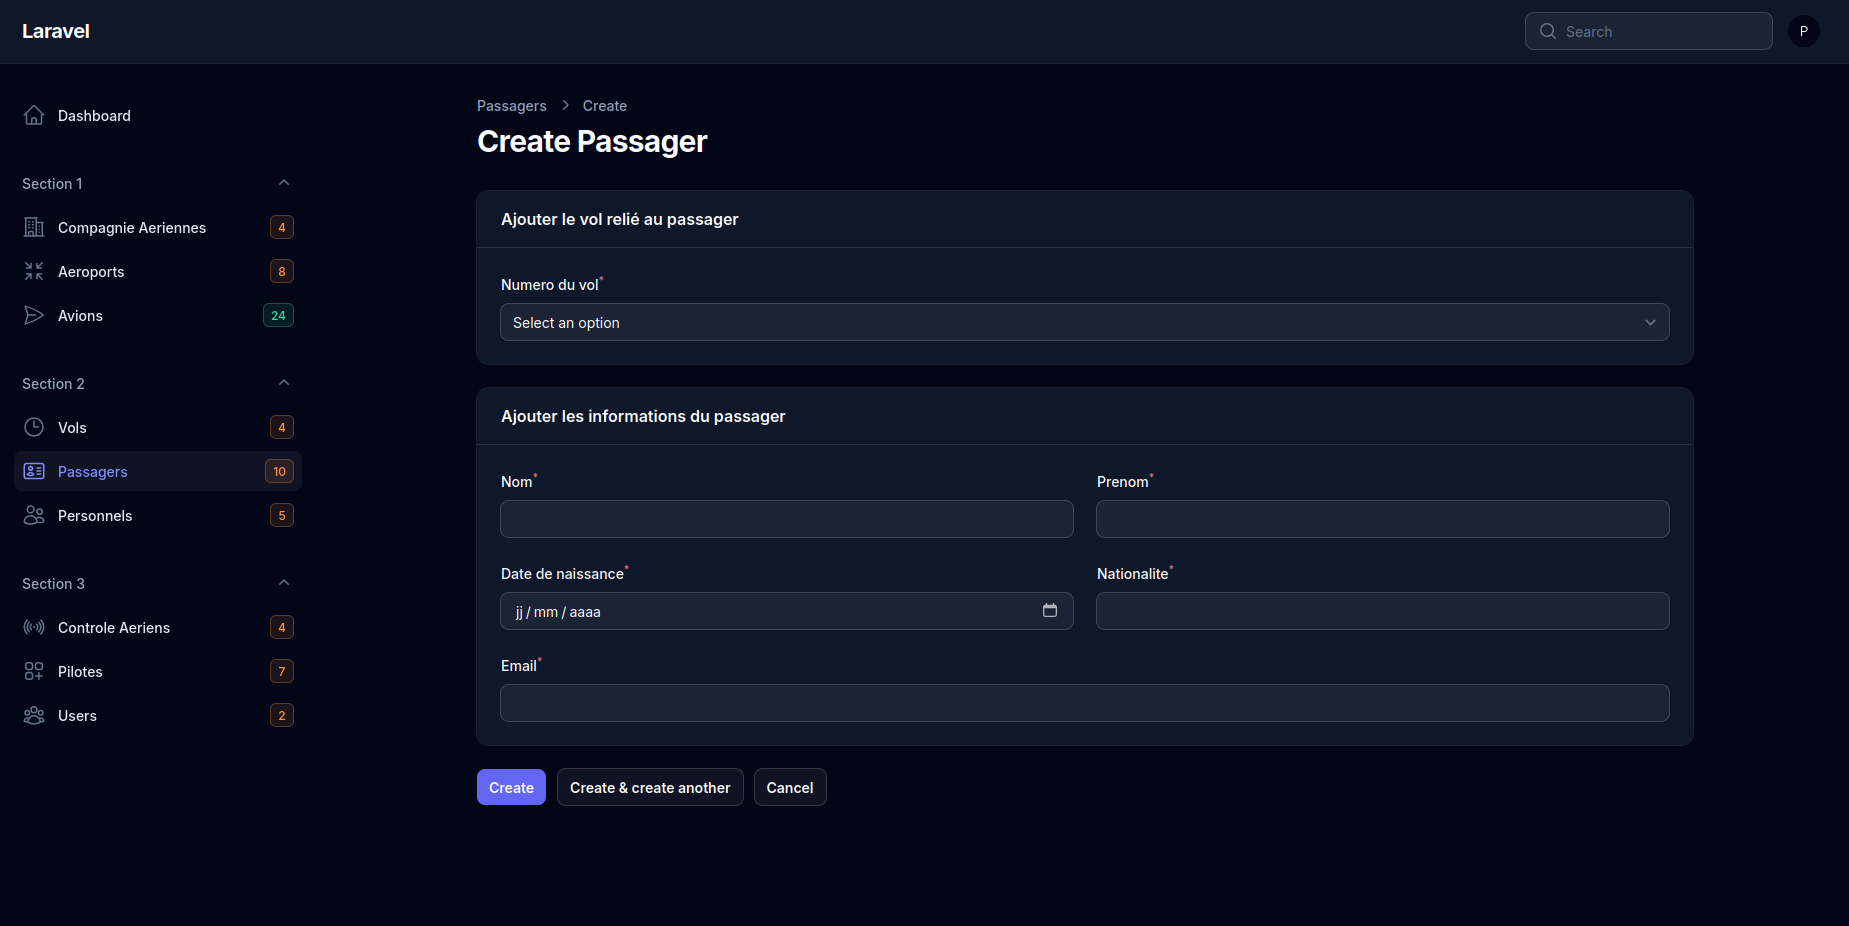 Laravel
Search
P
Dashboard
Section 1
Compagnie Aeriennes 4
Aeroports 8
Avions 24
Section 2
Vols 4
Passagers 10
Personnels 5
Section 3
Controle Aeriens 4
Pilotes 7
Users 2
Passagers > Create
Create Passager
Ajouter le vol relié au passager
Numero du vol*
Select an option
Ajouter les informations du passager
Nom* Prenom*
Date de naissance* Nationalite*
jj / mm / aaaa
Email*
Create Create & create another Cancel